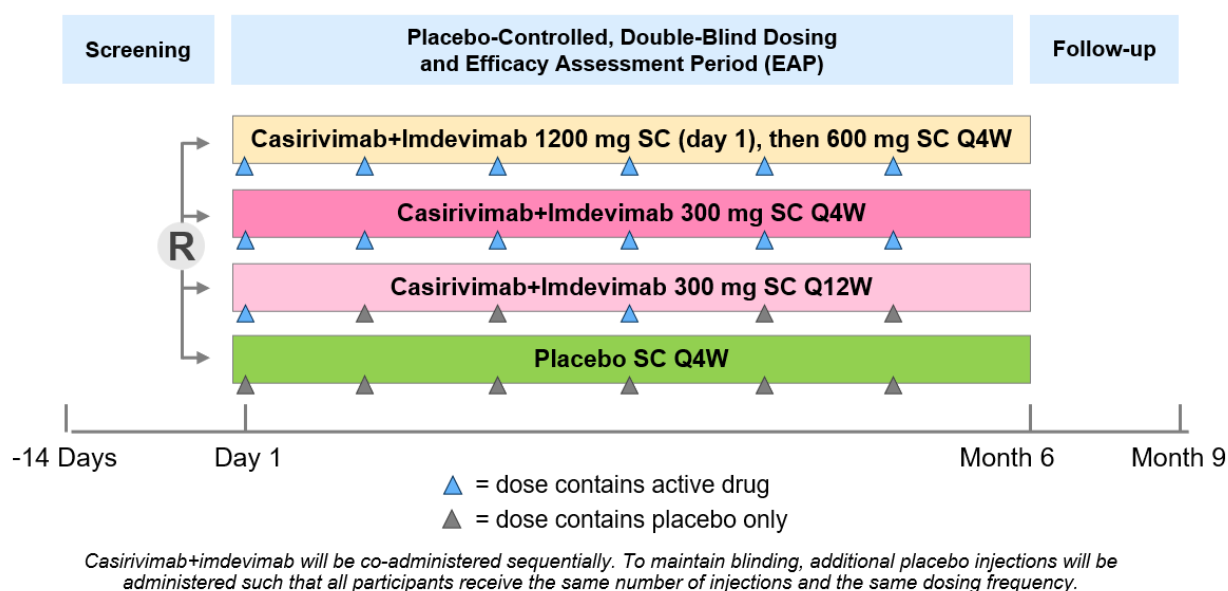 Screening
Placebo-Controlled, Double-Blind Dosing
and Efficacy Assessment Period (EAP)
Follow-up
Casirivimab+Imdevimab 1200 mg SC (day 1), then 600 mg SC Q4W
Casirivimab+Imdevimab 300 mg SC Q4W
R
Casirivimab+Imdevimab 300 mg SC Q12W
Placebo SC Q4W
-14 Days
Day 1
Month 6
Month 9
= dose contains active drug
= dose contains placebo only
Casirivimab+imdevimab will be co-administered sequentially. To maintain blinding, additional placebo injections will be
administered such that all participants receive the same number of injections and the same dosing frequency.